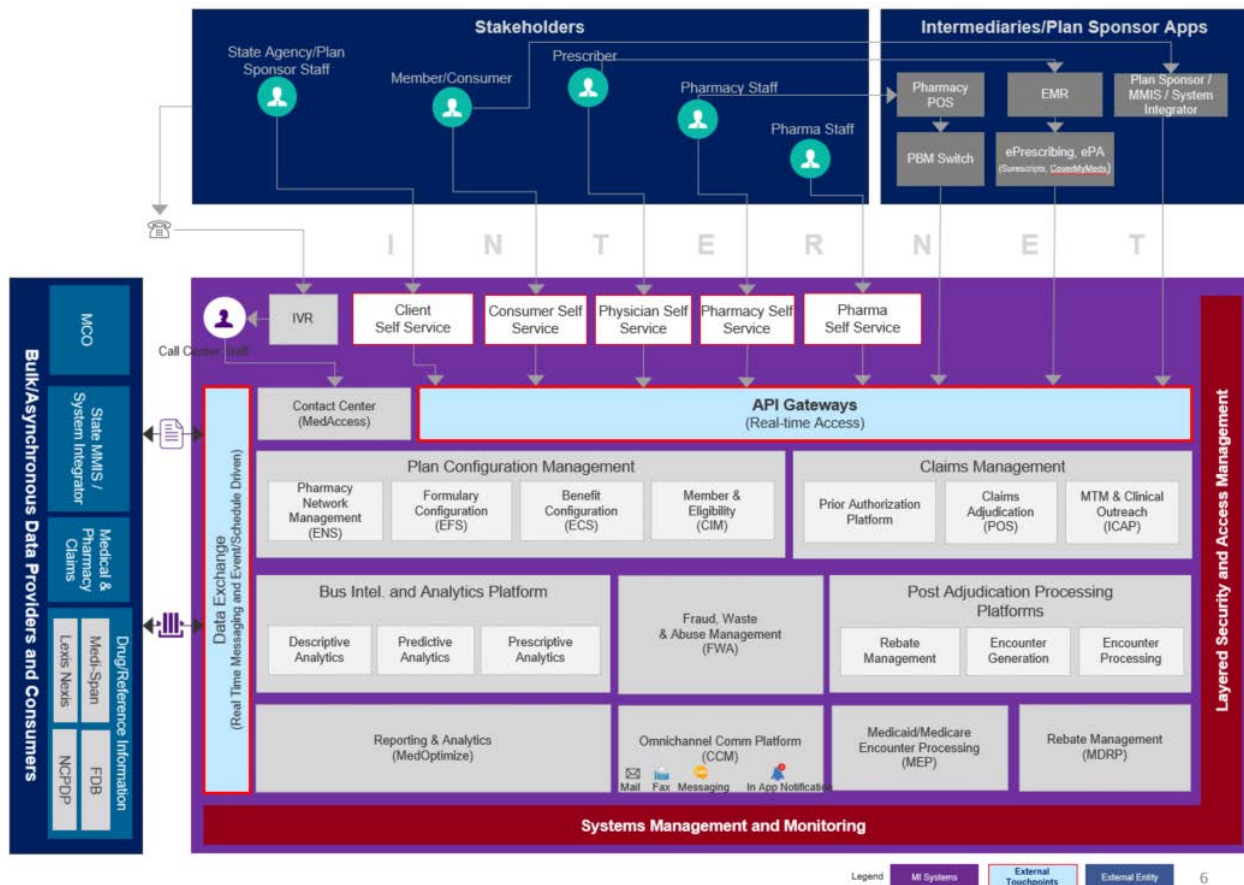 Stakeholders
Intermediaries/Plan Sponsor Apps
State Agency/Plan
Sponsor Staff
Member/Consumer
Prescriber
Pharmacy Staff
Pharma Staff
Pharmacy
POS
EMR
Plan Sponsor /
MMIS / System
Integrator
PBM Switch
ePrescribing, ePA
(Surescripts, CoverMyMeds)
I N T E R N E T
Bulk/Asynchronous Data Providers and Consumers
MCO
State MMIS /
System Integrator
Medical &
Pharmacy
Claims
Drug/Reference Information
Medi-Span
Lexis Nexis
FDB
NCPDP
Call Center Staff
IVR
Client
Self Service
Consumer Self
Service
Physician Self
Service
Pharmacy Self
Service
Pharma
Self Service
Data Exchange
(Real Time Messaging and Event/Schedule Driven)
Contact Center
(MedAccess)
API Gateways
(Real-time Access)
Plan Configuration Management
Pharmacy
Network
Management
(ENS)
Formulary
Configuration
(EFS)
Benefit
Configuration
(ECS)
Member &
Eligibility
(CIM)
Claims Management
Prior Authorization
Platform
Claims
Adjudication
(POS)
MTM & Clinical
Outreach
(ICAP)
Bus Intel. and Analytics Platform
Descriptive
Analytics
Predictive
Analytics
Prescriptive
Analytics
Fraud, Waste
& Abuse Management
(FWA)
Post Adjudication Processing
Platforms
Rebate
Management
Encounter
Generation
Encounter
Processing
Reporting & Analytics
(MedOptimize)
Omnichannel Comm Platform
(CCM)
Mail Fax Messaging In App Notification
Medicaid/Medicare
Encounter Processing
(MEP)
Rebate Management
(MDRP)
Layered Security and Access Management
Systems Management and Monitoring
Legend
MI Systems
External
Touchpoints
External Entity
6